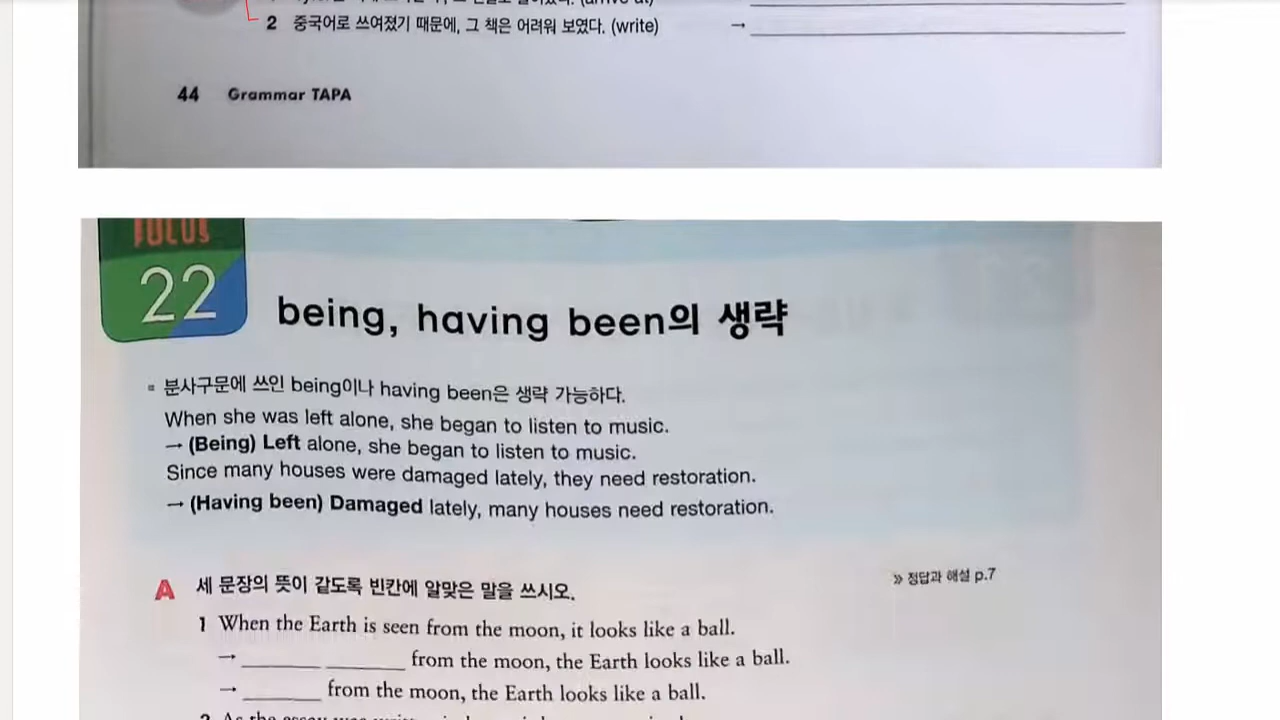 2 중국어로 쓰여졌기 때문에, 그 책은 어려워 보였다. (write) →
44 Grammar TAPA
FOCUS
22
being, having been의 생략
분사구문에 쓰인 being이나 having been은 생략 가능하다.
When she was left alone, she began to listen to music.
→ (Being) Left alone, she began to listen to music.
Since many houses were damaged lately, they need restoration.
→ (Having been) Damaged lately, many houses need restoration.
A 세 문장의 뜻이 같도록 빈칸에 알맞은 말을 쓰시오.
» 정답과 해설 p.7
1 When the Earth is seen from the moon, it looks like a ball.
→ ________ ________ from the moon, the Earth looks like a ball.
→ ________ from the moon, the Earth looks like a ball.